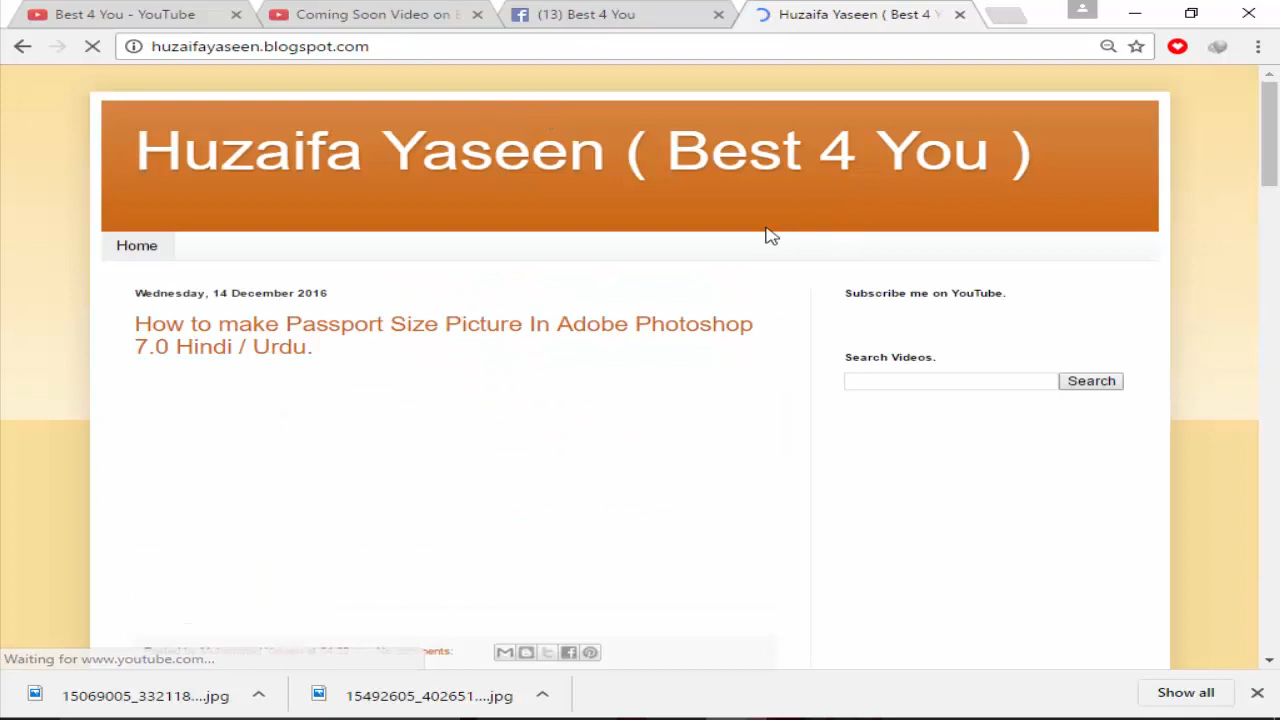 Best 4 You - YouTube
Coming Soon Video on
(13) Best 4 You
Huzaifa Yaseen ( Best 4 Y
huzaifayaseen.blogspot.com
Huzaifa Yaseen ( Best 4 You )
Home
Wednesday, 14 December 2016
How to make Passport Size Picture In Adobe Photoshop
7.0 Hindi / Urdu.
Subscribe me on YouTube.
Search Videos.
Search
Waiting for www.youtube.com...
15069005_332118....jpg
15492605_402651....jpg
Show all